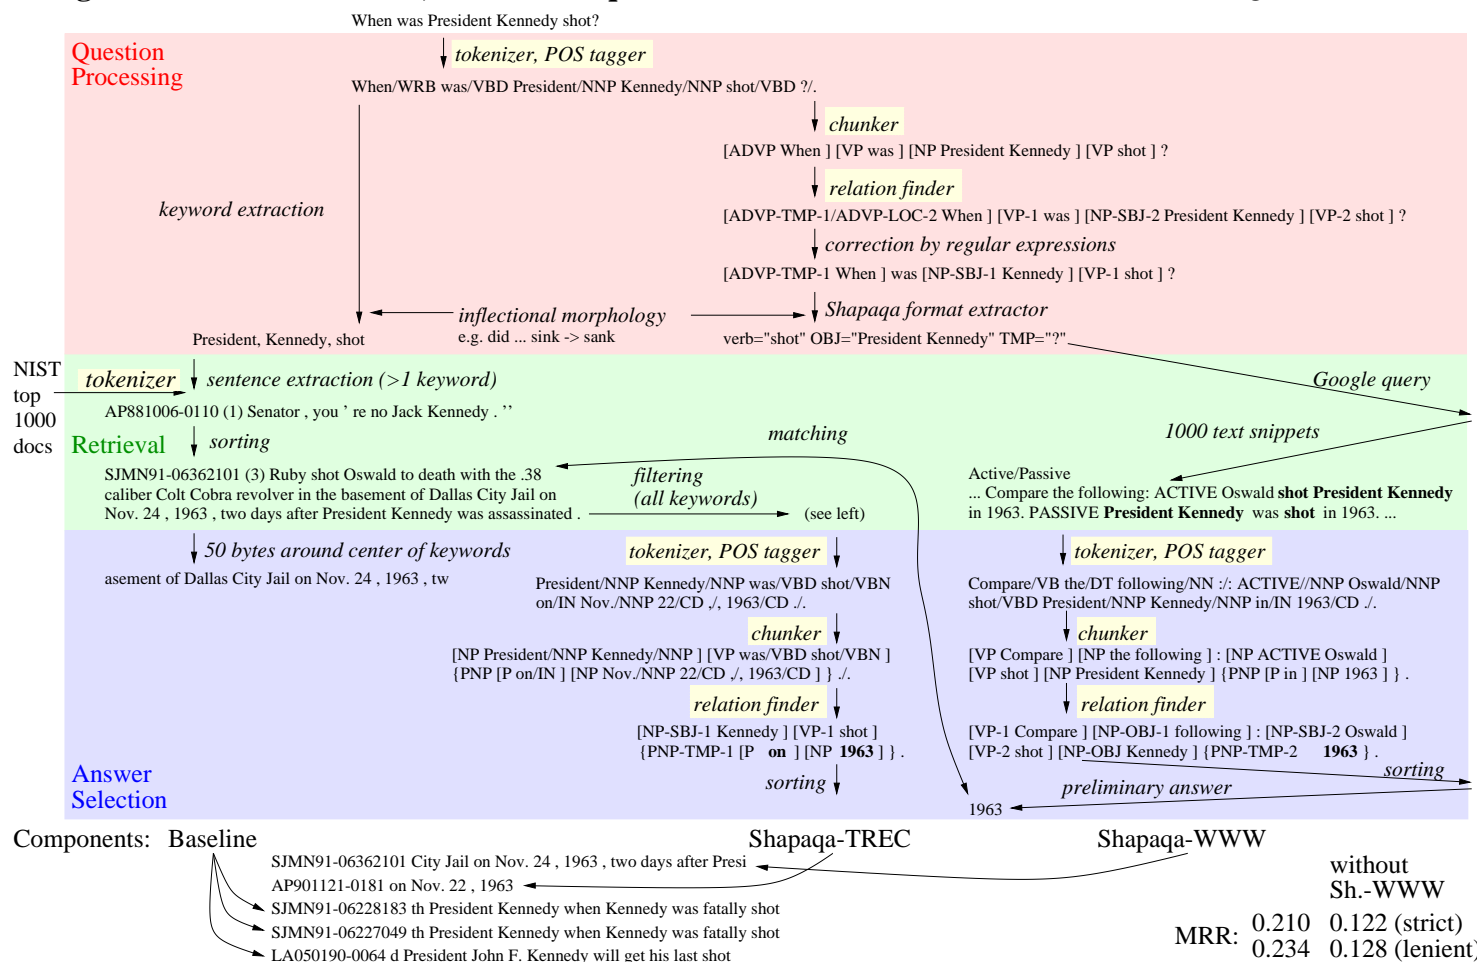 When was President Kennedy shot?
Question
Processing
tokenizer, POS tagger
When/WRB was/VBD President/NNP Kennedy/NNP shot/VBD ?/.
chunker
[ADVP When ] [VP was ] [NP President Kennedy ] [VP shot ] ?
relation finder
keyword extraction
[ADVP-TMP-1/ADVP-LOC-2 When ] [VP-1 was ] [NP-SBJ-2 President Kennedy ] [VP-2 shot ] ?
correction by regular expressions
[ADVP-TMP-1 When ] was [NP-SBJ-1 Kennedy ] [VP-1 shot ] ?
inflectional morphology
Shapaqa format extractor
President, Kennedy, shot
e.g. did ... sink -> sank
verb="shot" OBJ="President Kennedy" TMP="?"
NIST
top
1000
docs
tokenizer
sentence extraction (>1 keyword)
Google query
AP881006-0110 (1) Senator , you ’ re no Jack Kennedy . ’’
Retrieval
sorting
matching
1000 text snippets
SJMN91-06362101 (3) Ruby shot Oswald to death with the .38
caliber Colt Cobra revolver in the basement of Dallas City Jail on
Nov. 24 , 1963 , two days after President Kennedy was assassinated .
filtering
(all keywords)
(see left)
Active/Passive
... Compare the following: ACTIVE Oswald shot President Kennedy
in 1963. PASSIVE President Kennedy was shot in 1963. ...
50 bytes around center of keywords
asement of Dallas City Jail on Nov. 24 , 1963 , tw
tokenizer, POS tagger
President/NNP Kennedy/NNP was/VBD shot/VBN
on/IN Nov./NNP 22/CD ,/, 1963/CD ./.
chunker
[NP President/NNP Kennedy/NNP ] [VP was/VBD shot/VBN ]
{PNP [P on/IN ] [NP Nov./NNP 22/CD ,/, 1963/CD ] } ./.
relation finder
[NP-SBJ-1 Kennedy ] [VP-1 shot ]
{PNP-TMP-1 [P on ] [NP 1963 ] } .
sorting
tokenizer, POS tagger
Compare/VB the/DT following/NN :/: ACTIVE//NNP Oswald/NNP
shot/VBD President/NNP Kennedy/NNP in/IN 1963/CD ./.
chunker
[VP Compare ] [NP the following ] : [NP ACTIVE Oswald ]
[VP shot ] [NP President Kennedy ] {PNP [P in ] [NP 1963 ] } .
relation finder
[VP-1 Compare ] [NP-OBJ-1 following ] : [NP-SBJ-2 Oswald ]
[VP-2 shot ] [NP-OBJ Kennedy ] {PNP-TMP-2 1963 } .
sorting
preliminary answer
1963
Answer
Selection
Components: Baseline
Shapaqa-TREC
Shapaqa-WWW
SJMN91-06362101 City Jail on Nov. 24 , 1963 , two days after Presi
AP901121-0181 on Nov. 22 , 1963
SJMN91-06228183 th President Kennedy when Kennedy was fatally shot
SJMN91-06227049 th President Kennedy when Kennedy was fatally shot
LA050190-0064 d President John F. Kennedy will get his last shot
without
Sh.-WWW
MRR: 0.210 0.122 (strict)
0.234 0.128 (lenient)